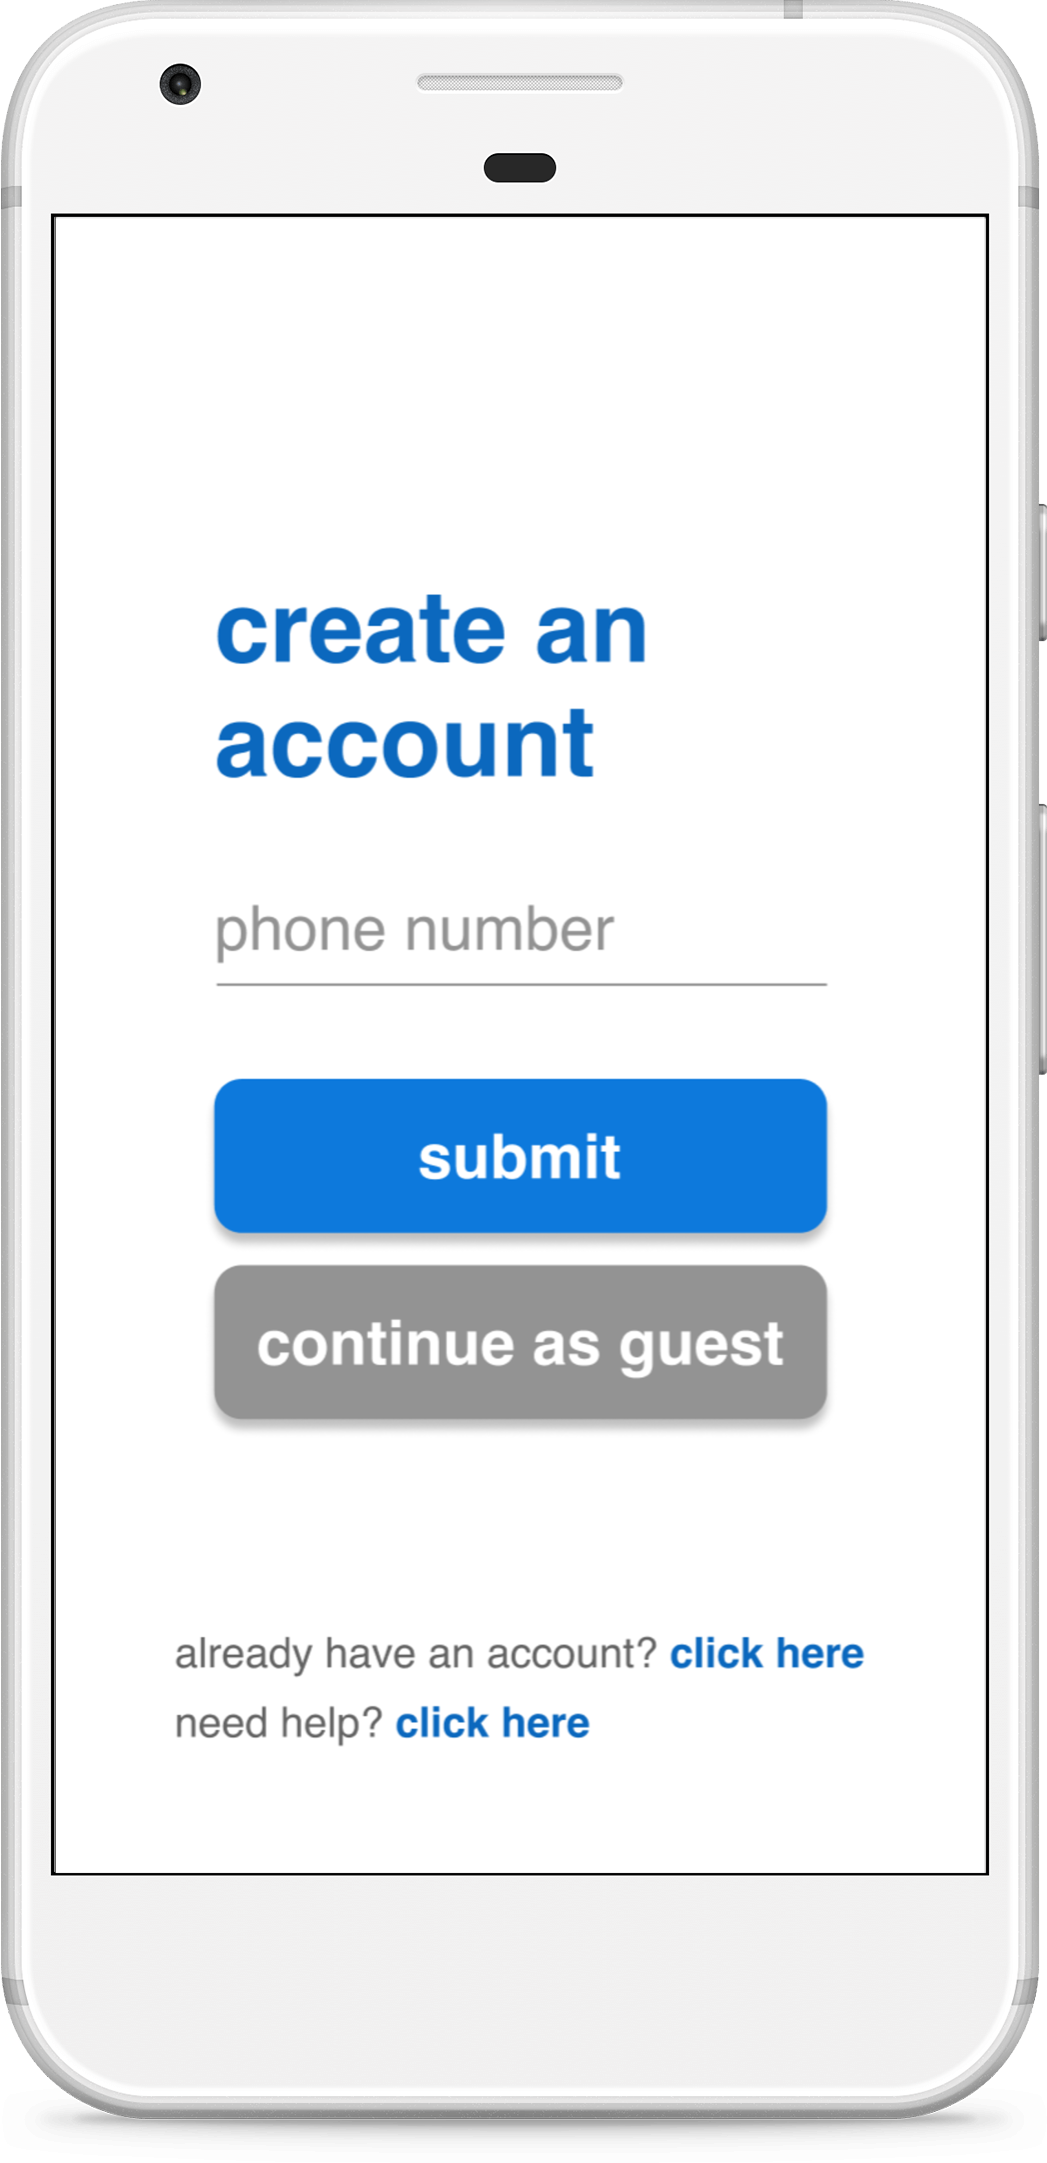 create an
account
phone number
submit
continue as guest
already have an account? click here
need help? click here